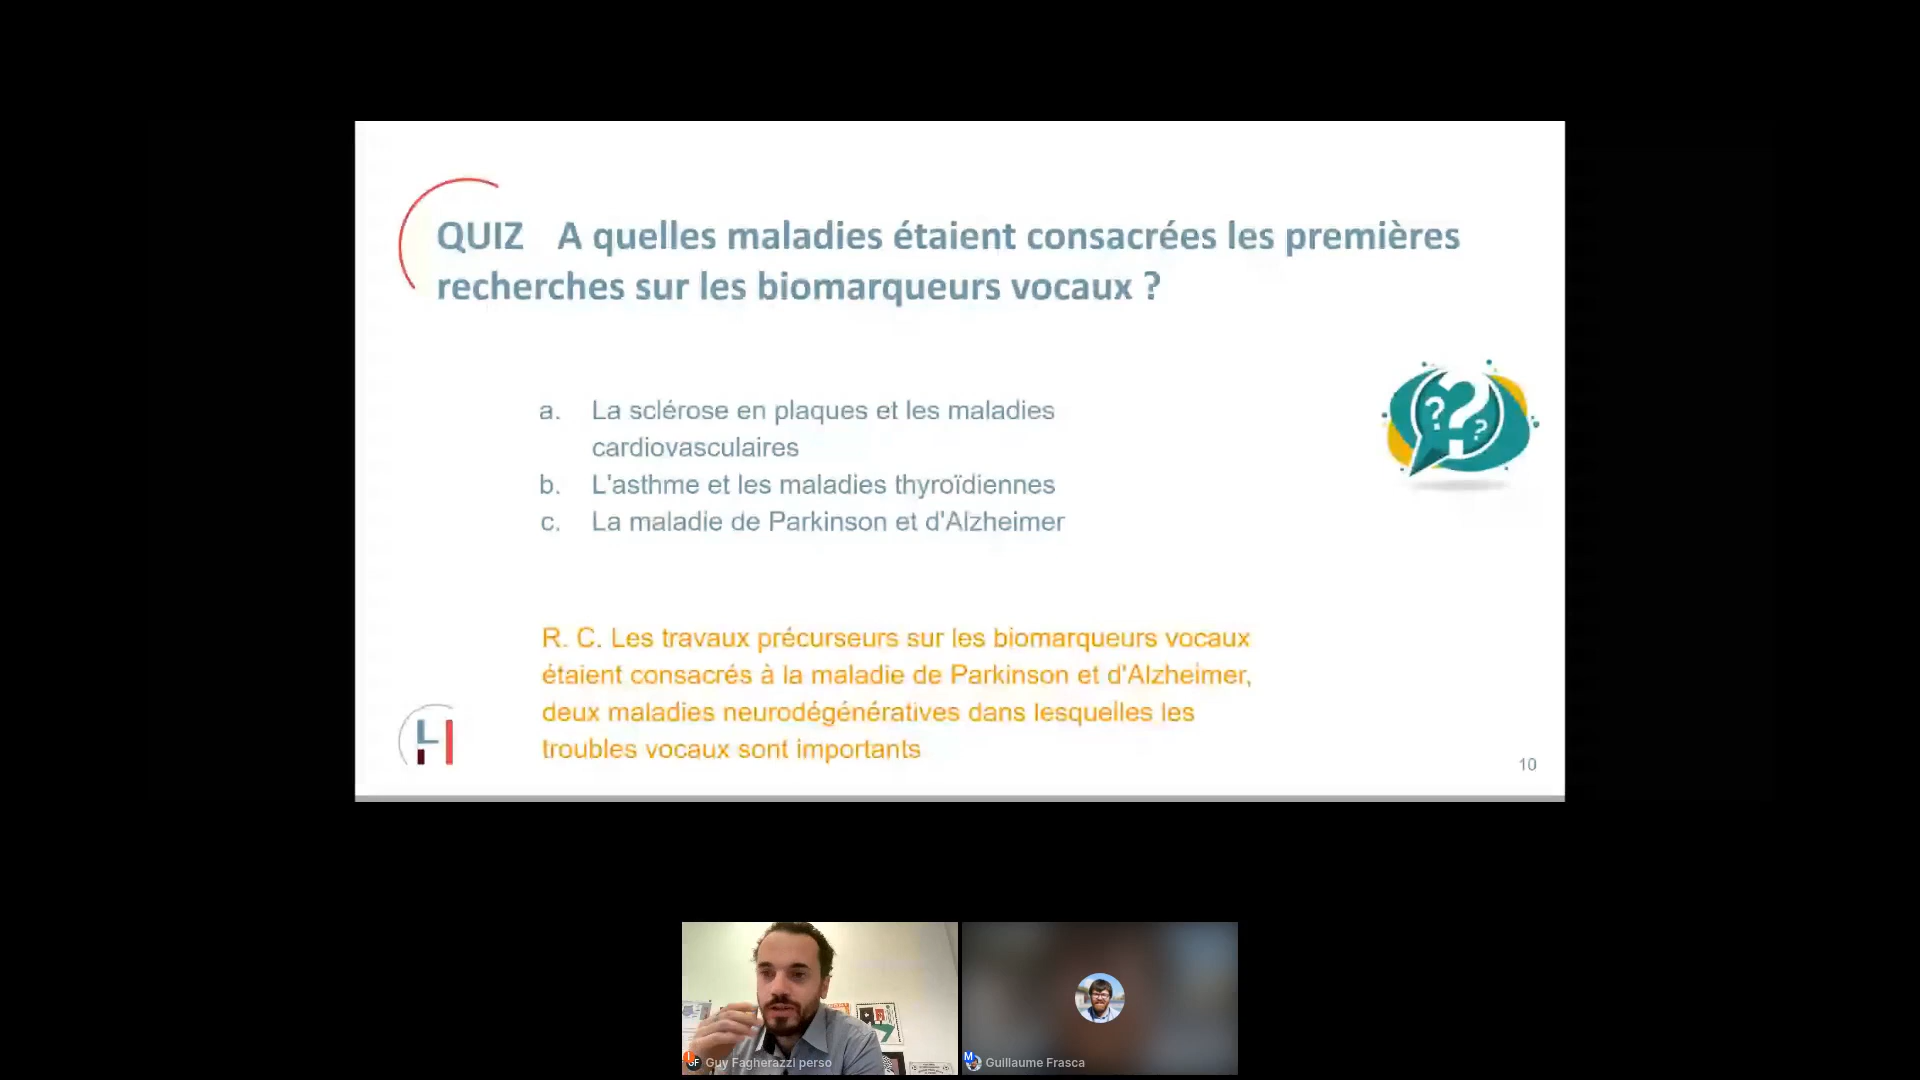 QUIZ A quelles maladies étaient consacrées les premières
recherches sur les biomarqueurs vocaux ?
a. La sclérose en plaques et les maladies
cardiovasculaires
b. L'asthme et les maladies thyroïdiennes
c. La maladie de Parkinson et d'Alzheimer
R. C. Les travaux précurseurs sur les biomarqueurs vocaux
étaient consacrés à la maladie de Parkinson et d'Alzheimer,
deux maladies neurodégénératives dans lesquelles les
troubles vocaux sont importants
10
Guy Fagherazzi perso
Guillaume Frasca